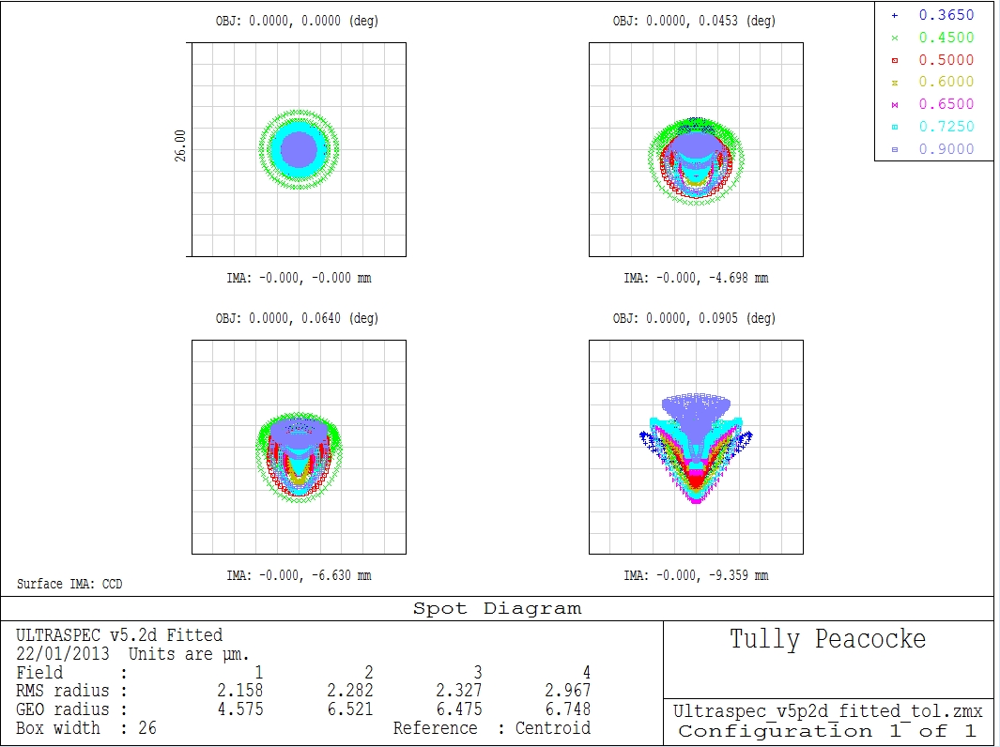 OBJ: 0.0000, 0.0000 (deg)
OBJ: 0.0000, 0.0453 (deg)
0.3650
0.4500
0.5000
0.6000
0.6500
0.7250
0.9000
26.00
IMA: -0.000, -0.000 mm
IMA: -0.000, -4.698 mm
OBJ: 0.0000, 0.0640 (deg)
OBJ: 0.0000, 0.0905 (deg)
IMA: -0.000, -6.630 mm
IMA: -0.000, -9.359 mm
Surface IMA: CCD
Spot Diagram
ULTRASPEC v5.2d Fitted
22/01/2013 Units are µm.
Field : 1 2 3 4
RMS radius : 2.158 2.282 2.327 2.967
GEO radius : 4.575 6.521 6.475 6.748
Box width : 26 Reference : Centroid
Tully Peacocke
Ultraspec_v5p2d_fitted_tol.zmx
Configuration 1 of 1